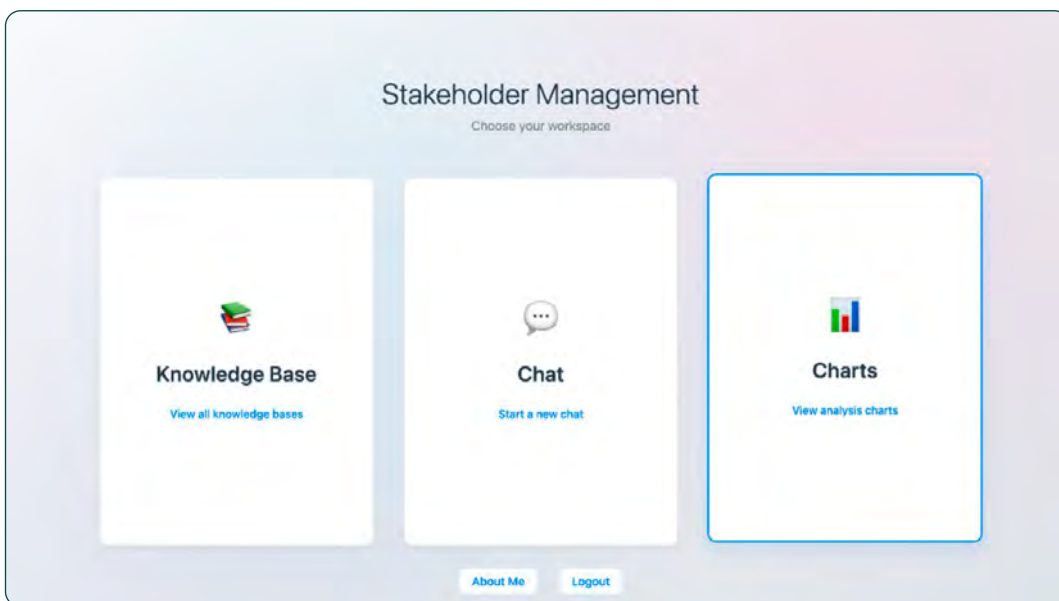 Stakeholder Management
Choose your workspace
Knowledge Base
View all knowledge bases
Chat
Start a new chat
Charts
View analysis charts
About Me
Logout